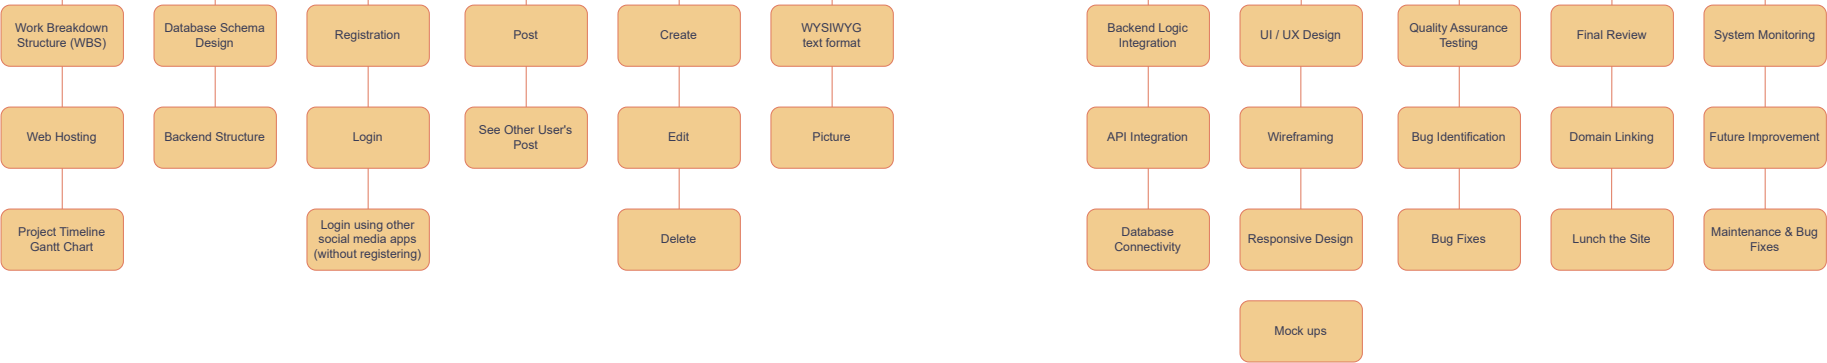 Work Breakdown
Structure (WBS)
Database Schema
Design
Registration
Post
Create
WYSIWYG
text format
Backend Logic
Integration
UI / UX Design
Quality Assurance
Testing
Final Review
System Monitoring
Web Hosting
Backend Structure
Login
See Other User's
Post
Edit
Picture
API Integration
Wireframing
Bug Identification
Domain Linking
Future Improvement
Project Timeline
Gantt Chart
Login using other
social media apps
(without registering)
Delete
Database
Connectivity
Responsive Design
Bug Fixes
Lunch the Site
Maintenance & Bug
Fixes
Mock ups